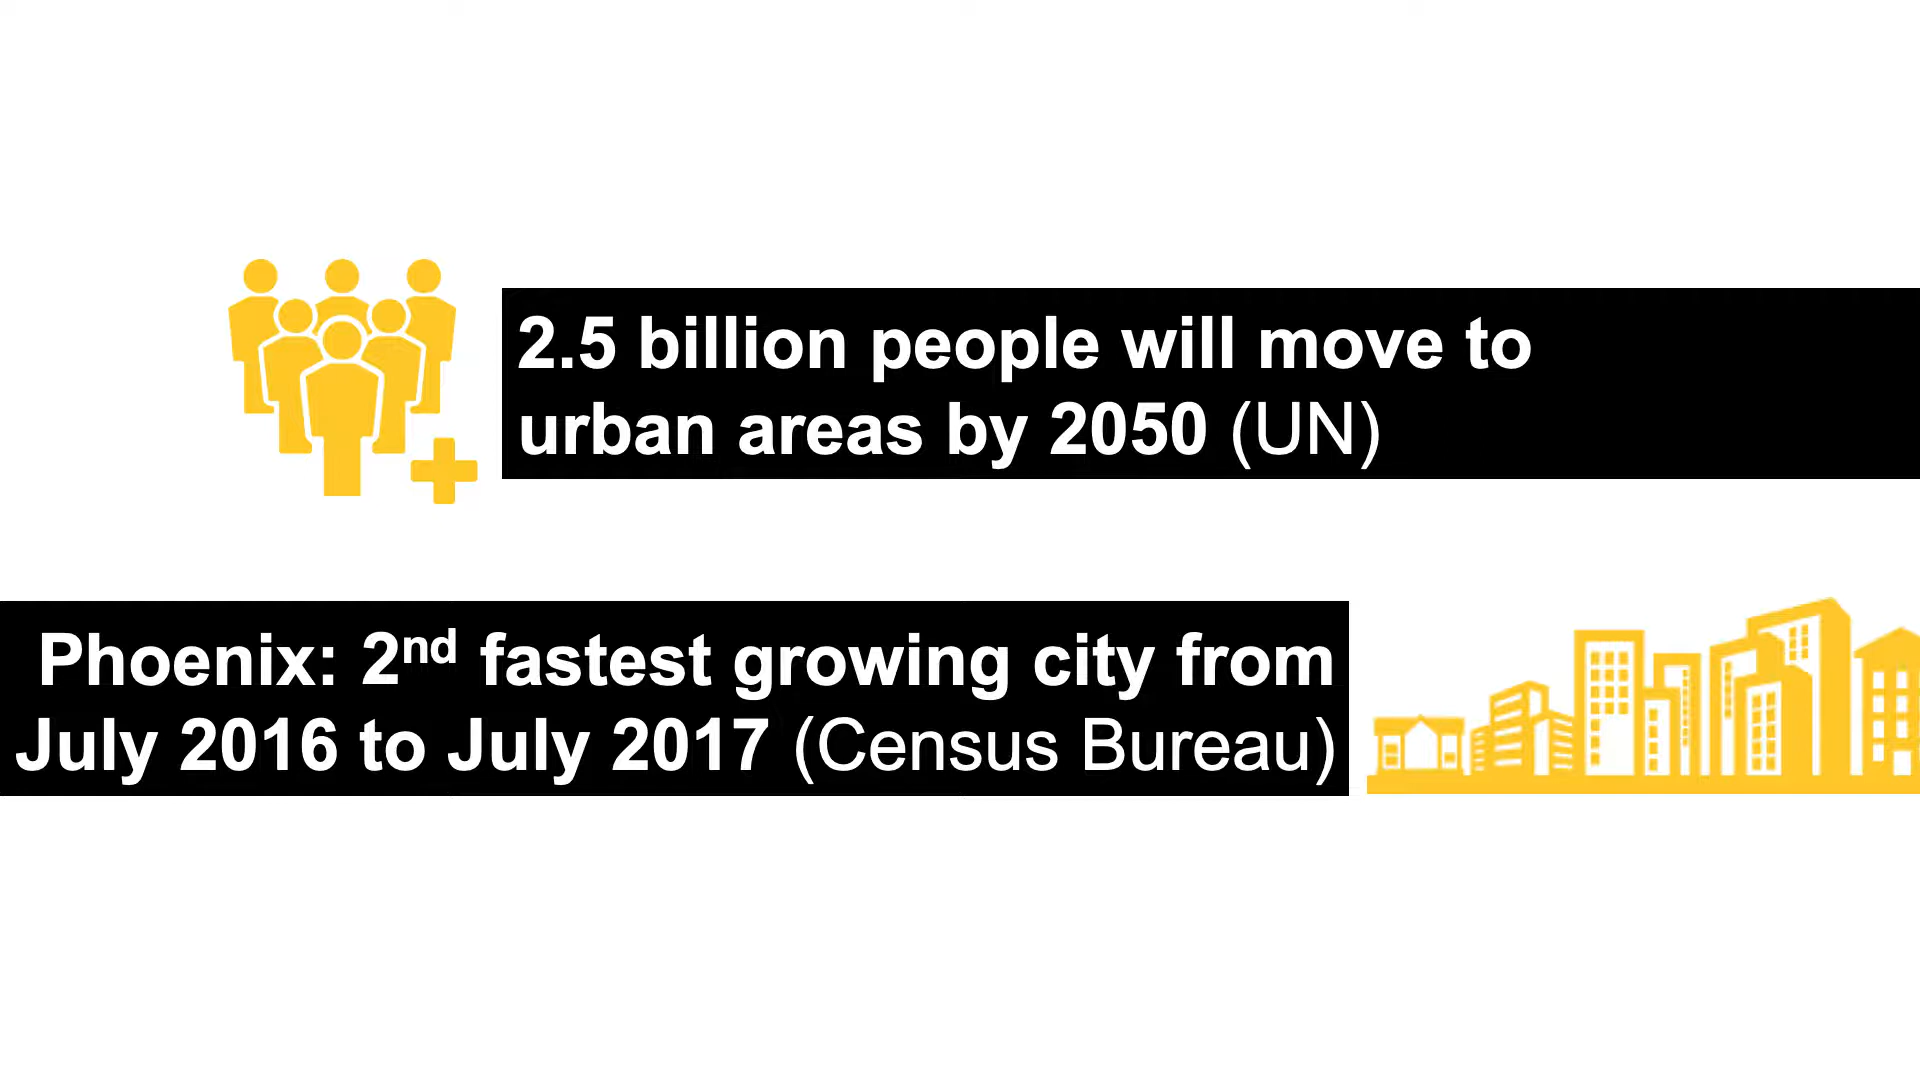 2.5 billion people will move to
urban areas by 2050 (UN)
Phoenix: 2nd fastest growing city from
July 2016 to July 2017 (Census Bureau)